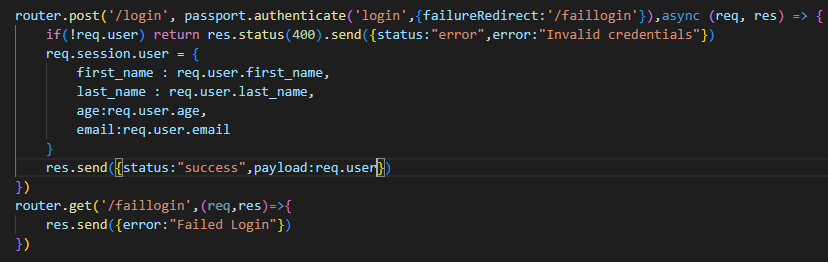 router.post('/login', passport.authenticate('login',{failureRedirect:'/faillogin'}),async (req, res) => {
    if(!req.user) return res.status(400).send({status:"error",error:"Invalid credentials"})
    req.session.user = {
        first_name : req.user.first_name,
        last_name : req.user.last_name,
        age:req.user.age,
        email:req.user.email
    }
    res.send({status:"success",payload:req.user})
})
router.get('/faillogin',(req,res)=>{
    res.send({error:"Failed Login"})
})